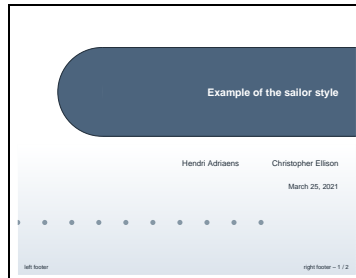 Example of the sailor style
Hendri Adriaens Christopher Ellison
March 25, 2021
left footer right footer – 1 / 2